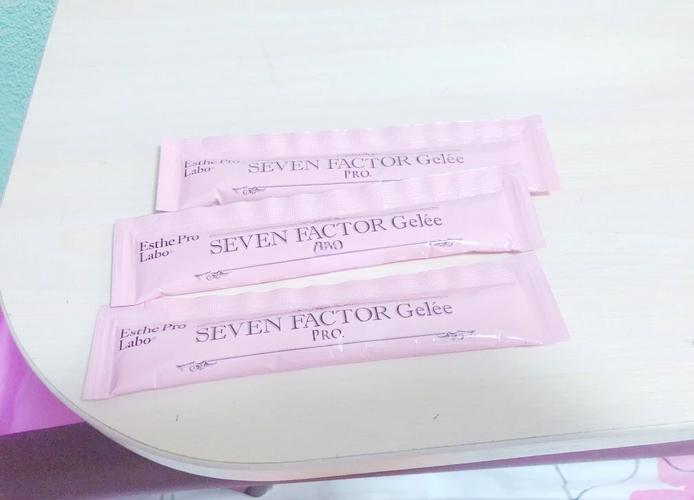 Esthe Pro
Labo®
SEVEN FACTOR Gelée
PRO.
Esthe Pro
Labo®
SEVEN FACTOR Gelée
Esthe Pro
Labo®
SEVEN FACTOR Gelée
PRO.